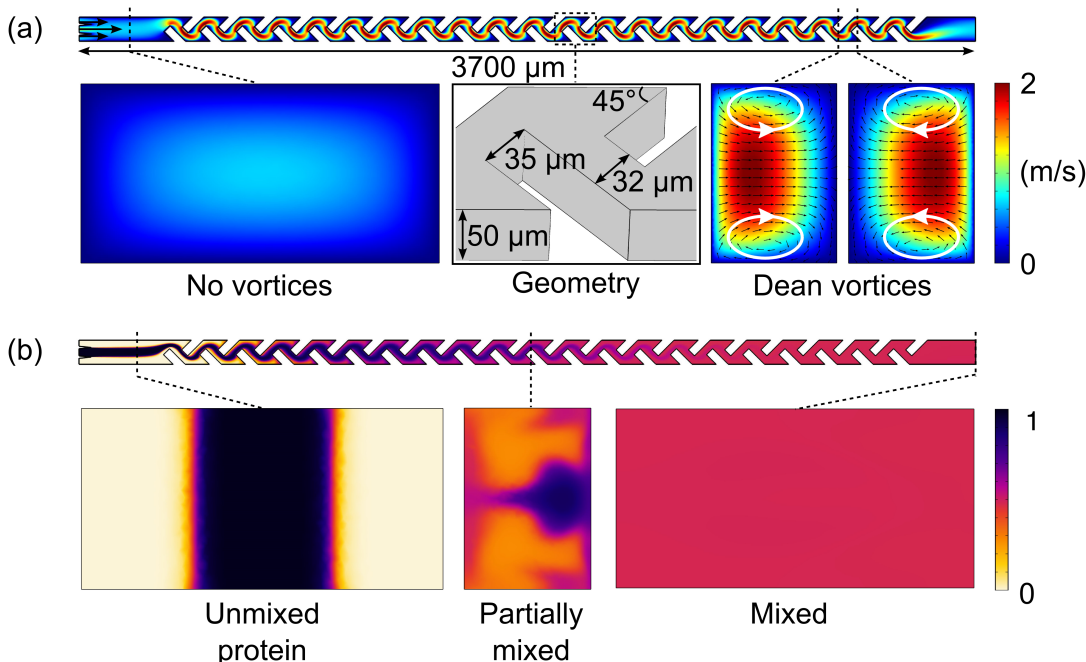 (a)
3700 µm
45°
35 µm
32 µm
50 µm
2
(m/s)
0
No vortices
Geometry
Dean vortices
(b)
1
0
Unmixed
protein
Partially
mixed
Mixed